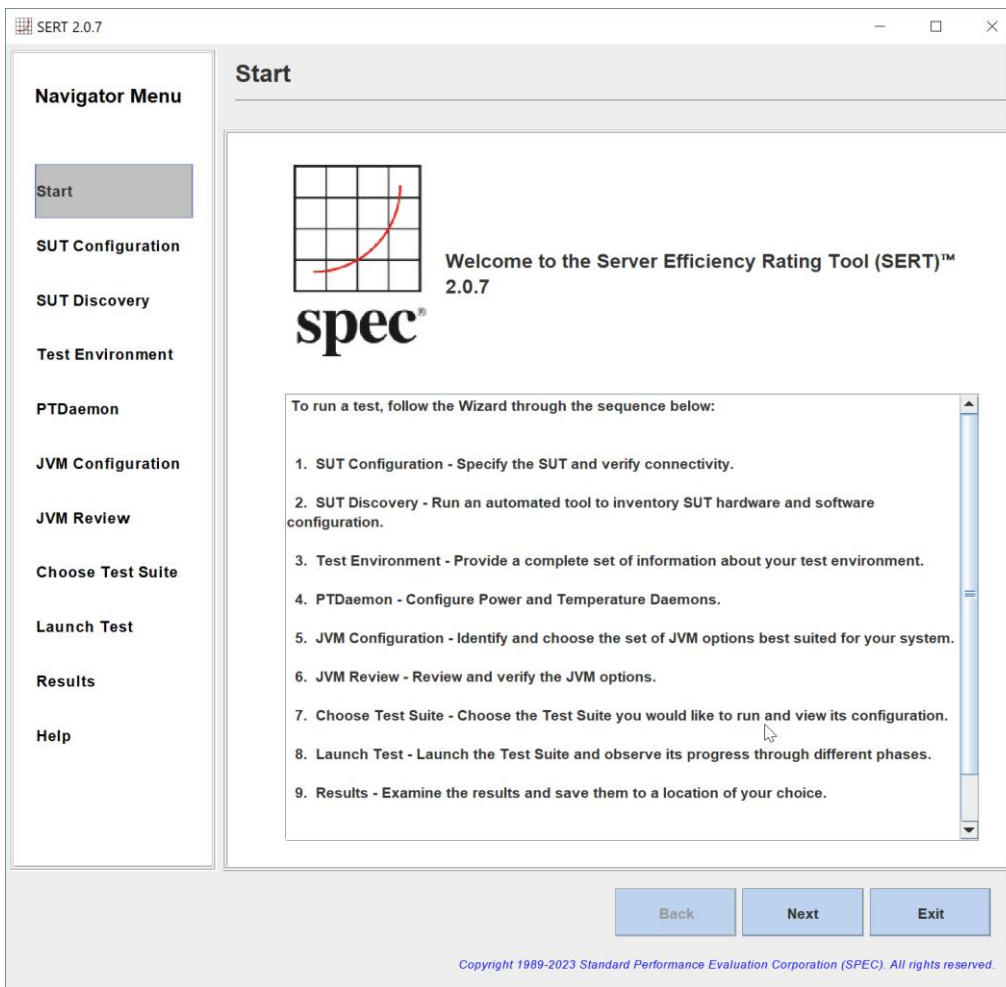 SERT 2.0.7
Navigator Menu
Start
SUT Configuration
SUT Discovery
Test Environment
PTDaemon
JVM Configuration
JVM Review
Choose Test Suite
Launch Test
Results
Help
Start
spec®
Welcome to the Server Efficiency Rating Tool (SERT)™
2.0.7
To run a test, follow the Wizard through the sequence below:
1. SUT Configuration - Specify the SUT and verify connectivity.
2. SUT Discovery - Run an automated tool to inventory SUT hardware and software
configuration.
3. Test Environment - Provide a complete set of information about your test environment.
4. PTDaemon - Configure Power and Temperature Daemons.
5. JVM Configuration - Identify and choose the set of JVM options best suited for your system.
6. JVM Review - Review and verify the JVM options.
7. Choose Test Suite - Choose the Test Suite you would like to run and view its configuration.
8. Launch Test - Launch the Test Suite and observe its progress through different phases.
9. Results - Examine the results and save them to a location of your choice.
Back
Next
Exit
Copyright 1989-2023 Standard Performance Evaluation Corporation (SPEC). All rights reserved.